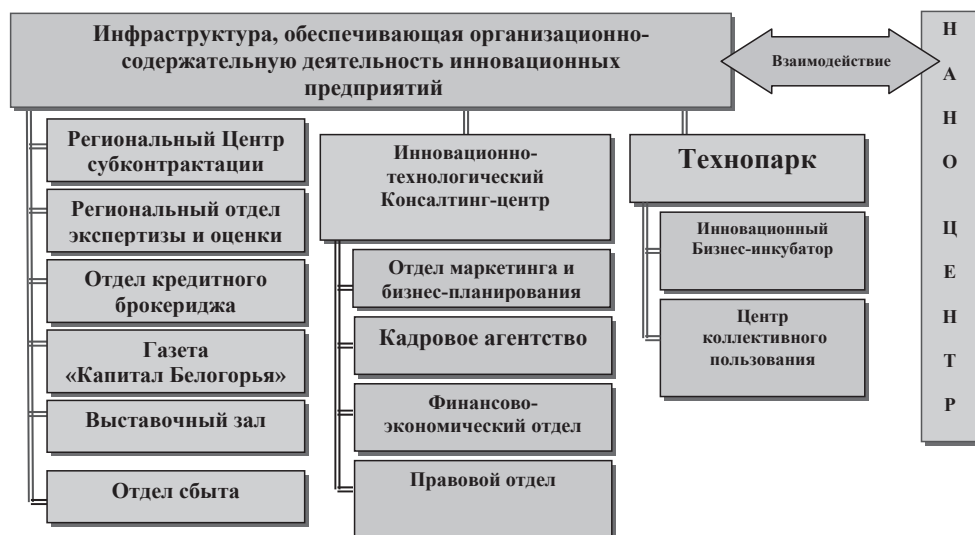 Инфраструктура, обеспечивающая организационно-
содержательную деятельность инновационных
предприятий
Взаимодействие
Н
А
Н
О
Ц
Е
Н
Т
Р
Региональный Центр
субконтрактации
Региональный отдел
экспертизы и оценки
Отдел кредитного
брокериджа
Газета
«Капитал Белогорья»
Выставочный зал
Отдел сбыта
Инновационно-
технологический
Консалтинг-центр
Отдел маркетинга и
бизнес-планирования
Кадровое агентство
Финансово-
экономический отдел
Правовой отдел
Технопарк
Инновационный
Бизнес-инкубатор
Центр
коллективного
пользования